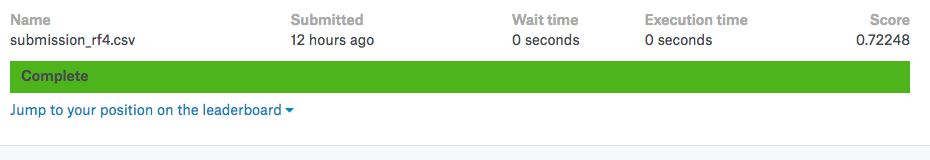 Name Submitted Wait time Execution time Score
submission_rf4.csv 12 hours ago 0 seconds 0 seconds 0.72248
Complete
Jump to your position on the leaderboard